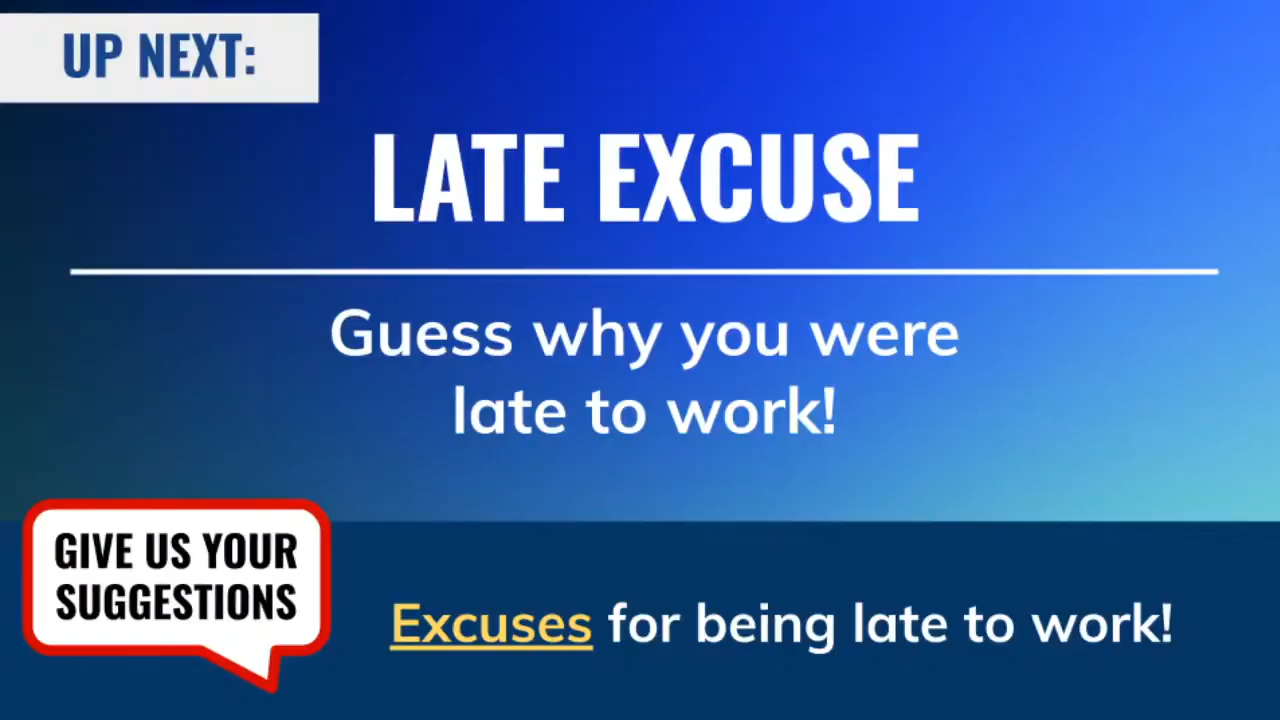 UP NEXT:
LATE EXCUSE
Guess why you were
late to work!
GIVE US YOUR
SUGGESTIONS
Excuses for being late to work!